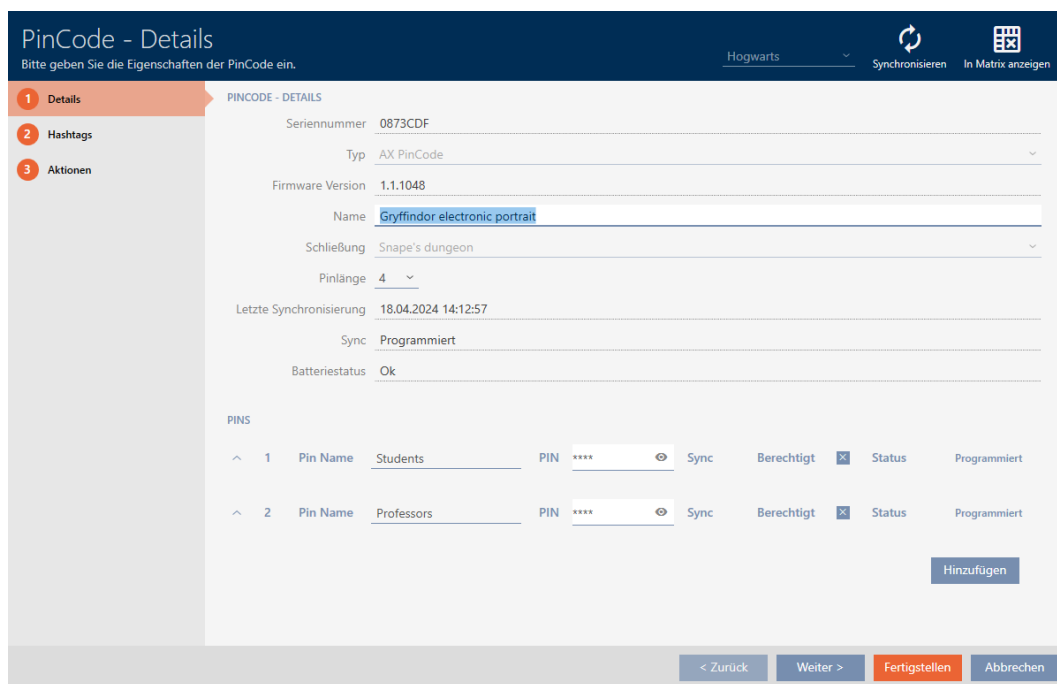 PinCode - Details
Bitte geben Sie die Eigenschaften der PinCode ein.
Hogwarts
Synchronisieren
In Matrix anzeigen
1 Details
2 Hashtags
3 Aktionen
PINCODE - DETAILS
Seriennummer 0873CDF
Typ AX PinCode
Firmware Version 1.1.1048
Name Gryffindor electronic portrait
Schließung Snape's dungeon
Pinlänge 4
Letzte Synchronisierung 18.04.2024 14:12:57
Sync Programmiert
Batteriestatus Ok
PINS
1 Pin Name Students PIN **** Sync Berechtigt Status Programmiert
2 Pin Name Professors PIN **** Sync Berechtigt Status Programmiert
Hinzufügen
< Zurück Weiter > Fertigstellen Abbrechen